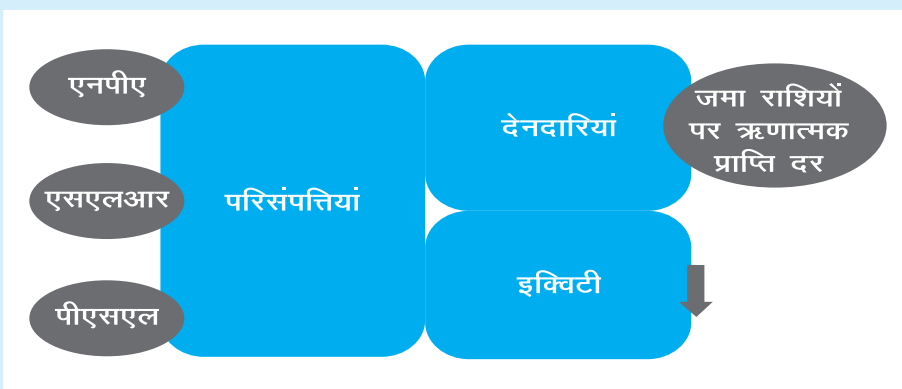 एनपीए
एसएलआर
पीएसएल
परिसंपत्तियां
देनदारियां
इक्विटी
जमा राशियों
पर ऋणात्मक
प्राप्ति दर